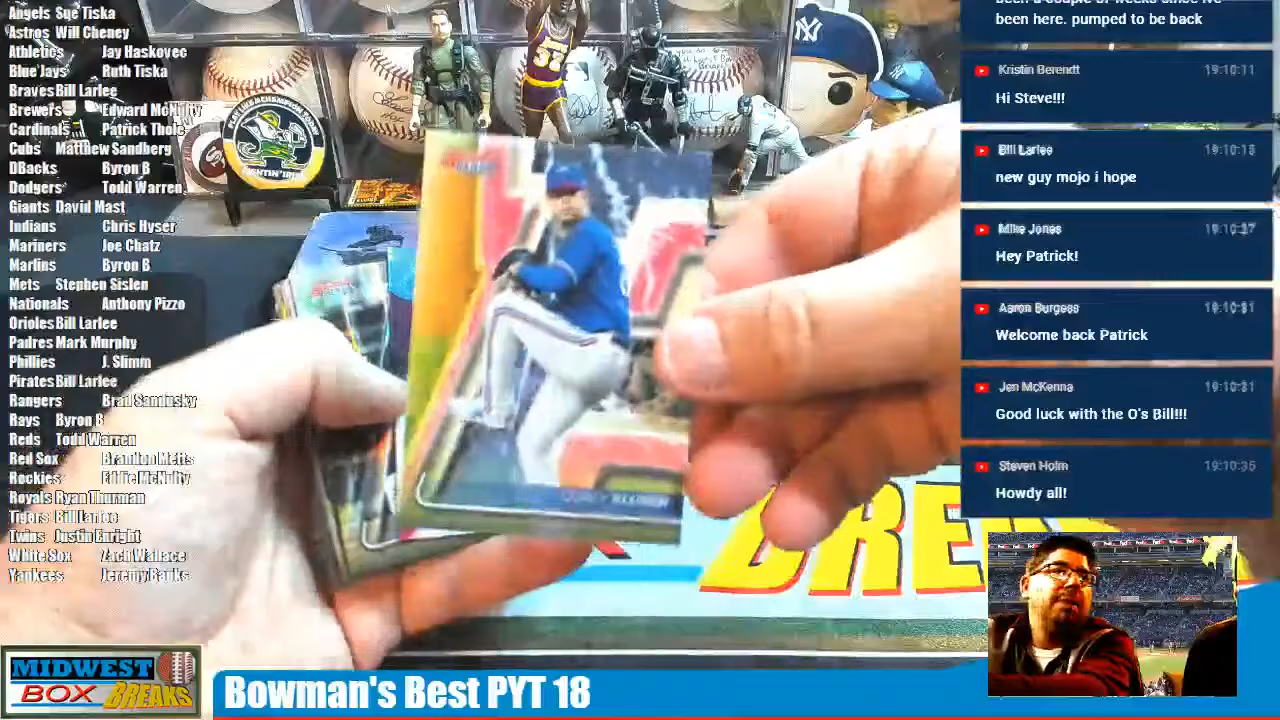 Angels Sue Tiska
Astros Will Cheney
Athletics Jay Haskovec
Blue Jays Ruth Tiska
Braves Bill Larlee
Brewers Edward McNulty
Cardinals Patrick Thole
Cubs Matthew Sandberg
DBacks Byron B
Dodgers Todd Warren
Giants David Mast
Indians Chris Hyser
Mariners Joe Chatz
Marlins Byron B
Mets Stephen Sislen
Nationals Anthony Pizzo
Orioles Bill Larlee
Padres Mark Murphy
Phillies J. Slimm
Pirates Bill Larlee
Rangers Brad Sandusky
Rays Byron B
Reds Todd Warren
Red Sox Brandon Metts
Rockies Eddie McNulty
Royals Ryan Thurman
Tigers Bill Larlee
Twins Justin Enright
White Sox Zach Wallace
Yankees Jeremy Banks
32
BREA
been here. pumped to be back
Kristin Berendt 19:10:11
Hi Steve!!!
Bill Larlee 19:10:18
new guy mojo i hope
Mike Jones 19:10:27
Hey Patrick!
Aaron Burgess 19:10:31
Welcome back Patrick
Jen McKenna 19:10:31
Good luck with the O's Bill!!!
Steven Holm 19:10:35
Howdy all!
MIDWEST
BOX BREAKS
Bowman's Best PYT 18